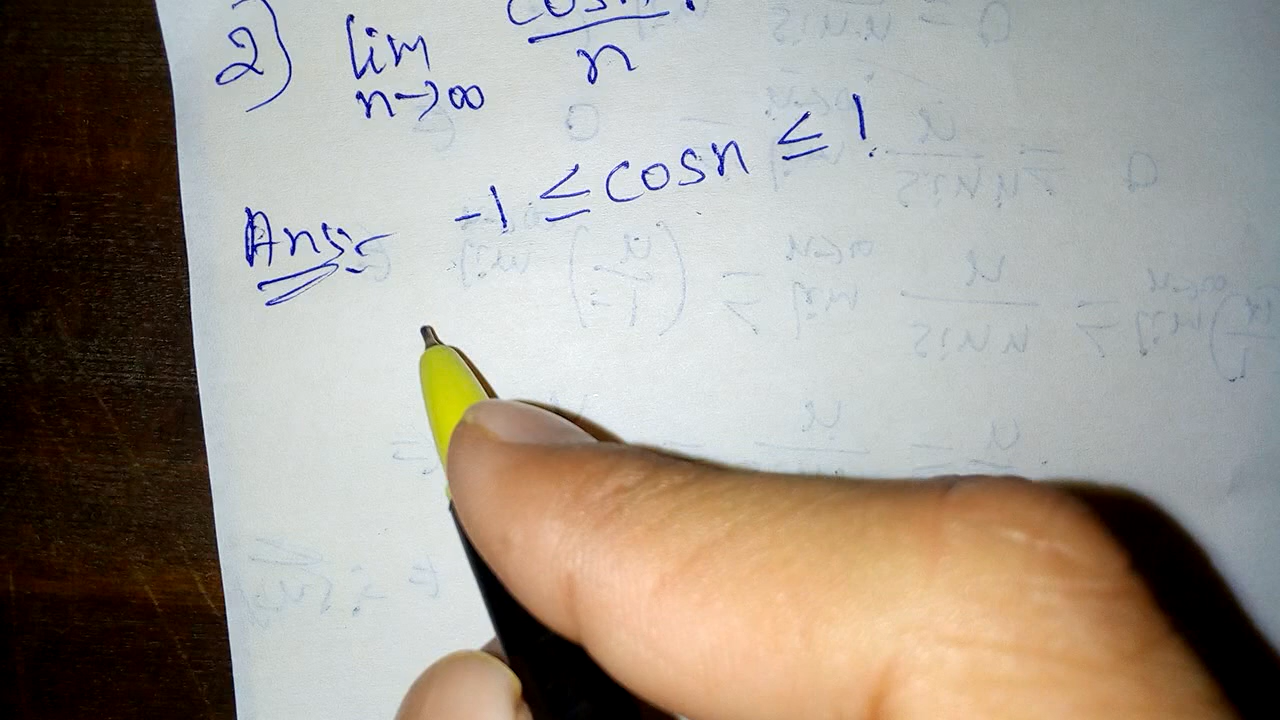 2) lim cosn
n→∞ n
Ans:- -1 ≤ cosn ≤ 1